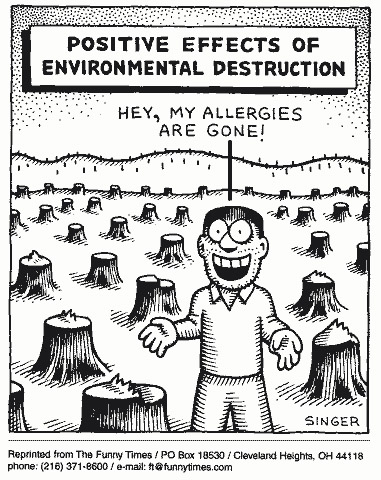 POSITIVE EFFECTS OF
ENVIRONMENTAL DESTRUCTION
HEY, MY ALLERGIES
ARE GONE!
SINGER
Reprinted from The Funny Times / PO Box 18530 / Cleveland Heights, OH 44118
phone: (216) 371-8600 / e-mail: ft@funnytimes.com